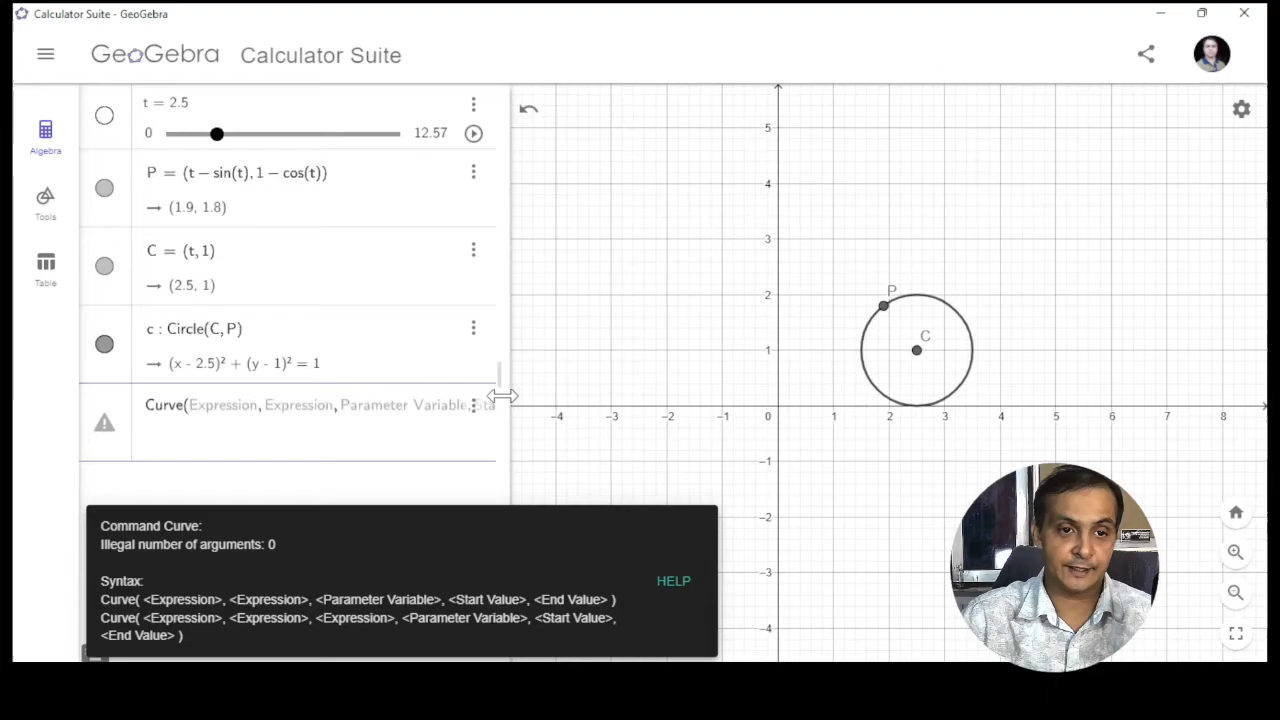 Calculator Suite - GeoGebra
GeoGebra Calculator Suite
t = 2.5
0 12.57
Algebra
P = (t − sin(t), 1 − cos(t))
→ (1.9, 1.8)
Tools
C = (t, 1)
→ (2.5, 1)
Table
c : Circle(C, P)
→ (x - 2.5)² + (y - 1)² = 1
Curve(Expression, Expression, Parameter Variable, Sta
Command Curve:
Illegal number of arguments: 0
Syntax:
HELP
Curve( <Expression>, <Expression>, <Parameter Variable>, <Start Value>, <End Value> )
Curve( <Expression>, <Expression>, <Expression>, <Parameter Variable>, <Start Value>,
<End Value> )
5
4
3
2
P
C
1
−4 −3 −2 −1 0 1 2 3 4 5 6 7 8
−1
−2
−3
−4